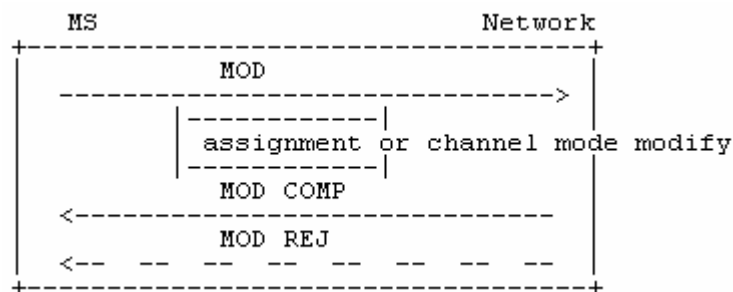 MS Network
MOD
assignment or channel mode modify
MOD COMP
MOD REJ